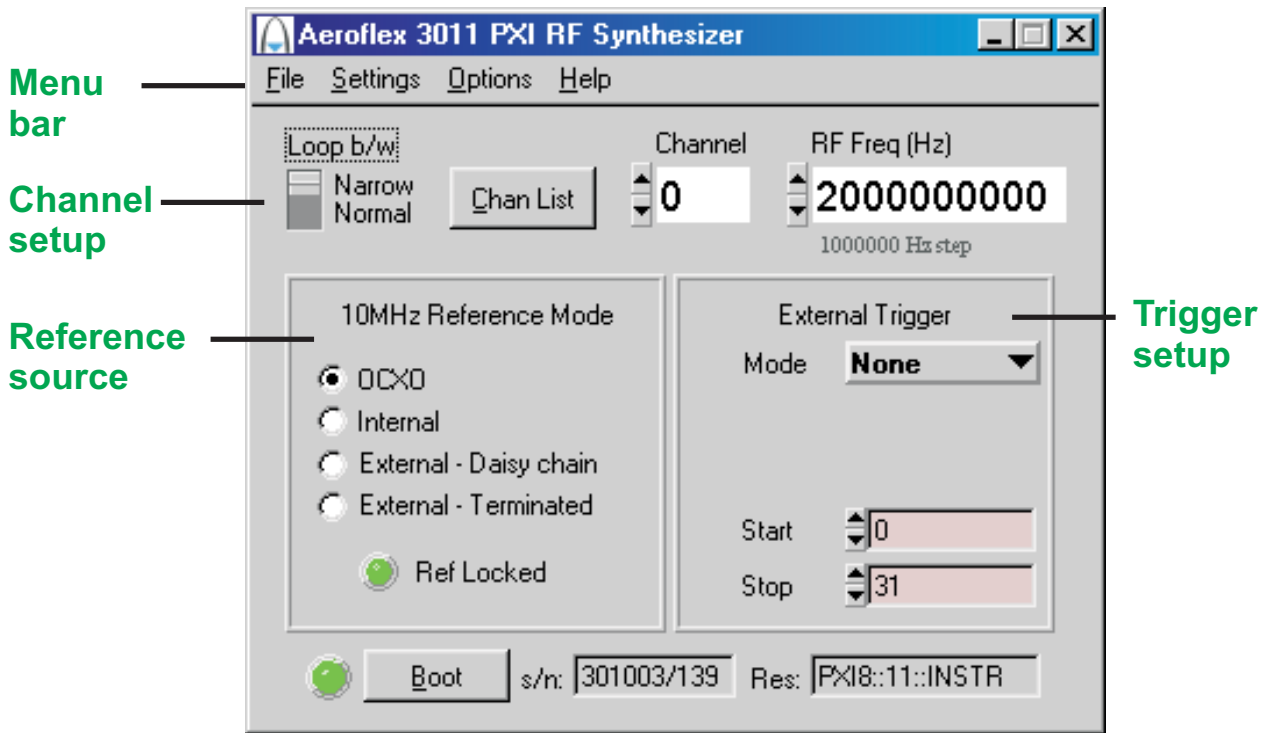 Aeroflex 3011 PXI RF Synthesizer
Menu
bar
File Settings Options Help
Loop b/w
Channel
RF Freq (Hz)
Channel
setup
Narrow
Normal
Chan List
0
2000000000
1000000 Hz step
Reference
source
10MHz Reference Mode
OCXO
Internal
External - Daisy chain
External - Terminated
Ref Locked
External Trigger
Mode None
Start 0
Stop 31
Trigger
setup
Boot s/n: 301003/139 Res: PXI8::11::INSTR